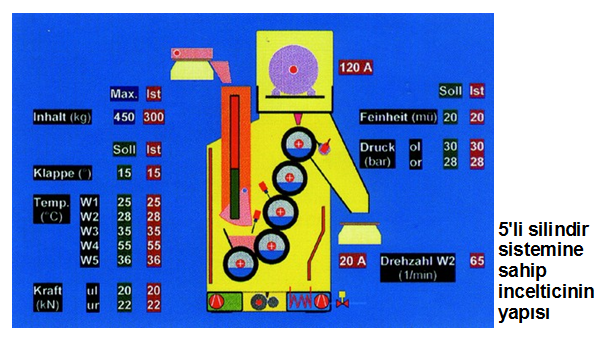 120 A
Max. Ist
Inhalt (kg) 450 300
Soll Ist
Klappe (°) 15 15
Temp. (°C)
W1 25 25
W2 28 28
W3 35 35
W4 55 55
W5 36 36
Kraft (kN)
ul 20 20
ur 22 22
Soll Ist
Feinheit (mü) 20 20
Druck (bar)
ol 30 30
or 28 28
20 A
Drehzahl W2 65
(1/min)
5'li silindir
sistemine
sahip
incelticinin
yapısı